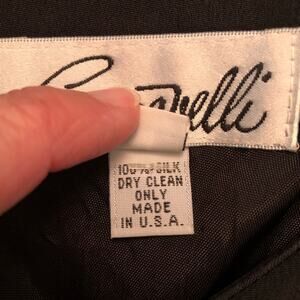 100% SILK
DRY CLEAN
ONLY
MADE
IN U.S.A.